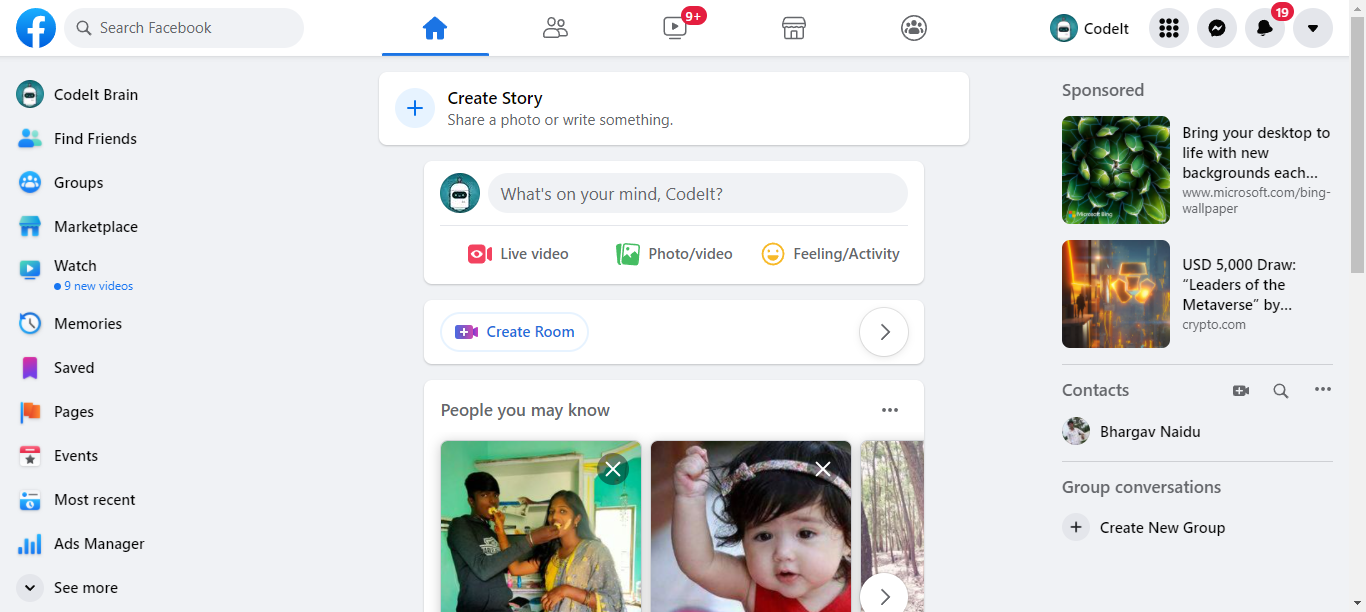 Search Facebook
9+
CodeIt
19
CodeIt Brain
Find Friends
Groups
Marketplace
Watch
9 new videos
Memories
Saved
Pages
Events
Most recent
Ads Manager
See more
Create Story
Share a photo or write something.
What's on your mind, CodeIt?
Live video
Photo/video
Feeling/Activity
Create Room
People you may know
Sponsored
Microsoft Bing
Bring your desktop to
life with new
backgrounds each...
www.microsoft.com/bing-
wallpaper
USD 5,000 Draw:
“Leaders of the
Metaverse” by...
crypto.com
Contacts
Bhargav Naidu
Group conversations
Create New Group